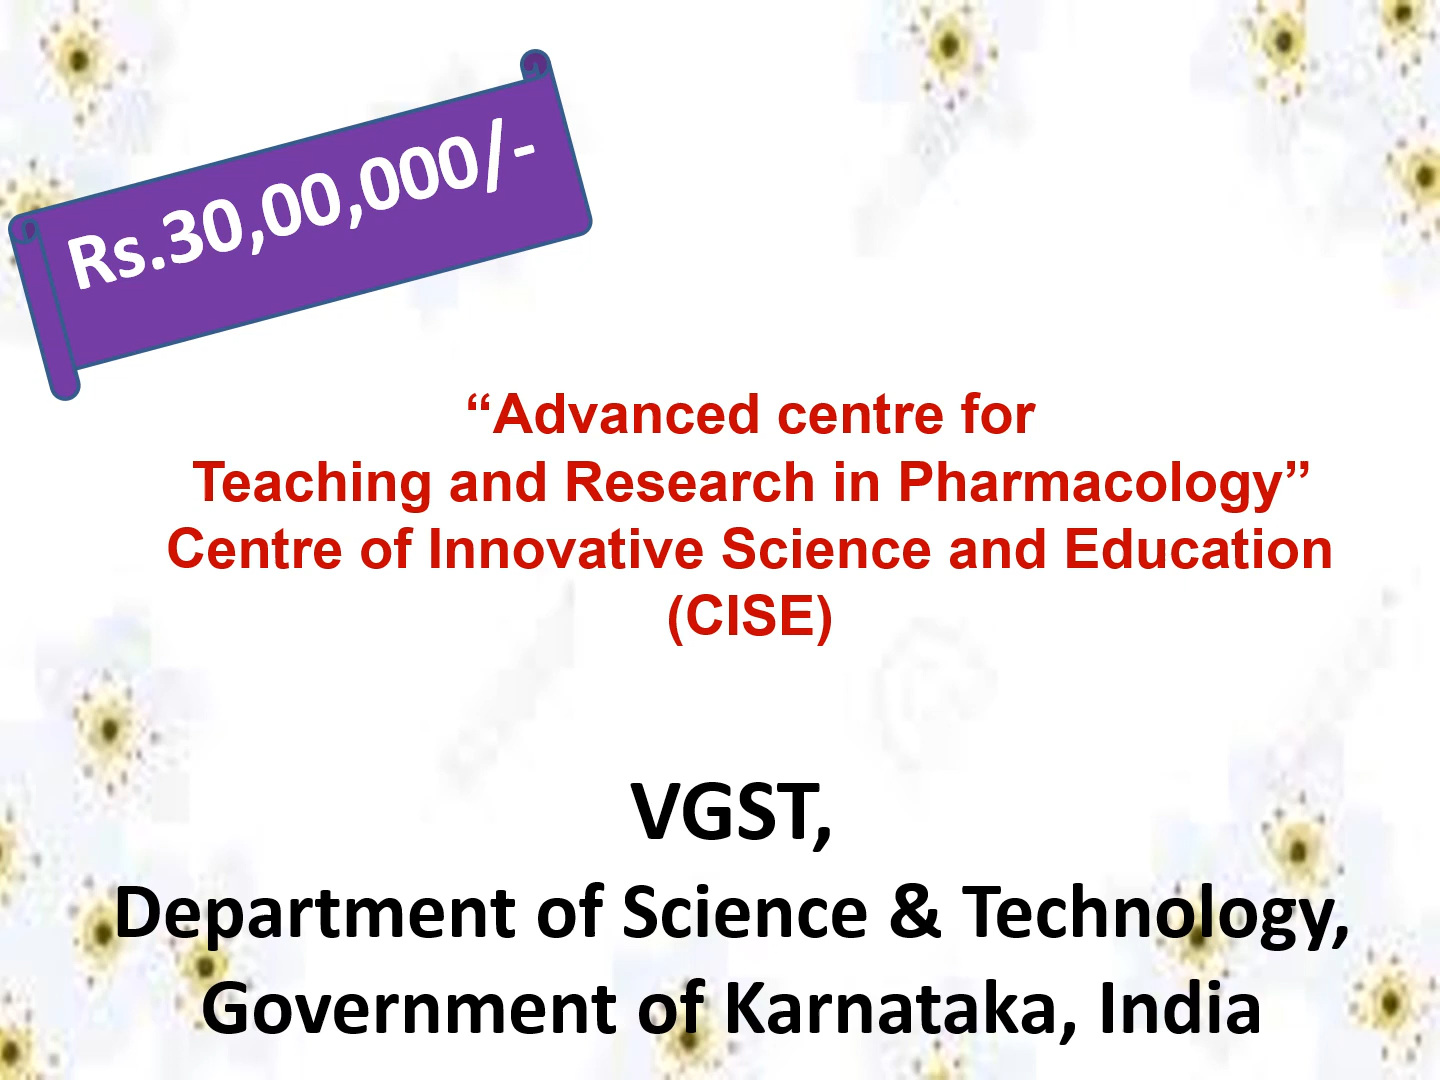 Rs.30,00,000/-
“Advanced centre for
Teaching and Research in Pharmacology”
Centre of Innovative Science and Education
(CISE)
VGST,
Department of Science & Technology,
Government of Karnataka, India